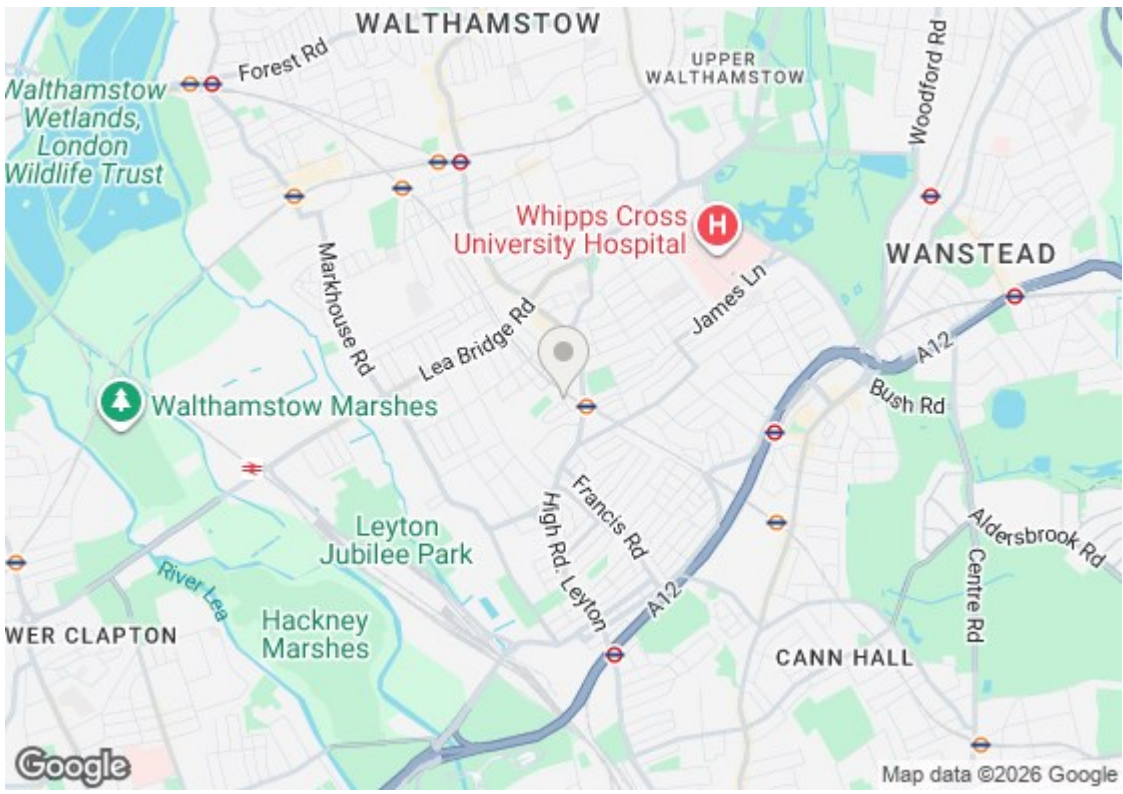 WALTHAMSTOW
Forest Rd
UPPER
WALTHAMSTOW
Woodford Rd
Walthamstow
Wetlands,
London
Wildlife Trust
Whipps Cross
University Hospital
H
WANSTEAD
Markhouse Rd
James Ln
Lea Bridge Rd
A12
Bush Rd
Walthamstow Marshes
Francis Rd
High Rd. Leyton
Leyton
Jubilee Park
Aldersbrook Rd
Centre Rd
River Lea
A12
Hackney
Marshes
WER CLAPTON
CANN HALL
Google
Map data ©2026 Google